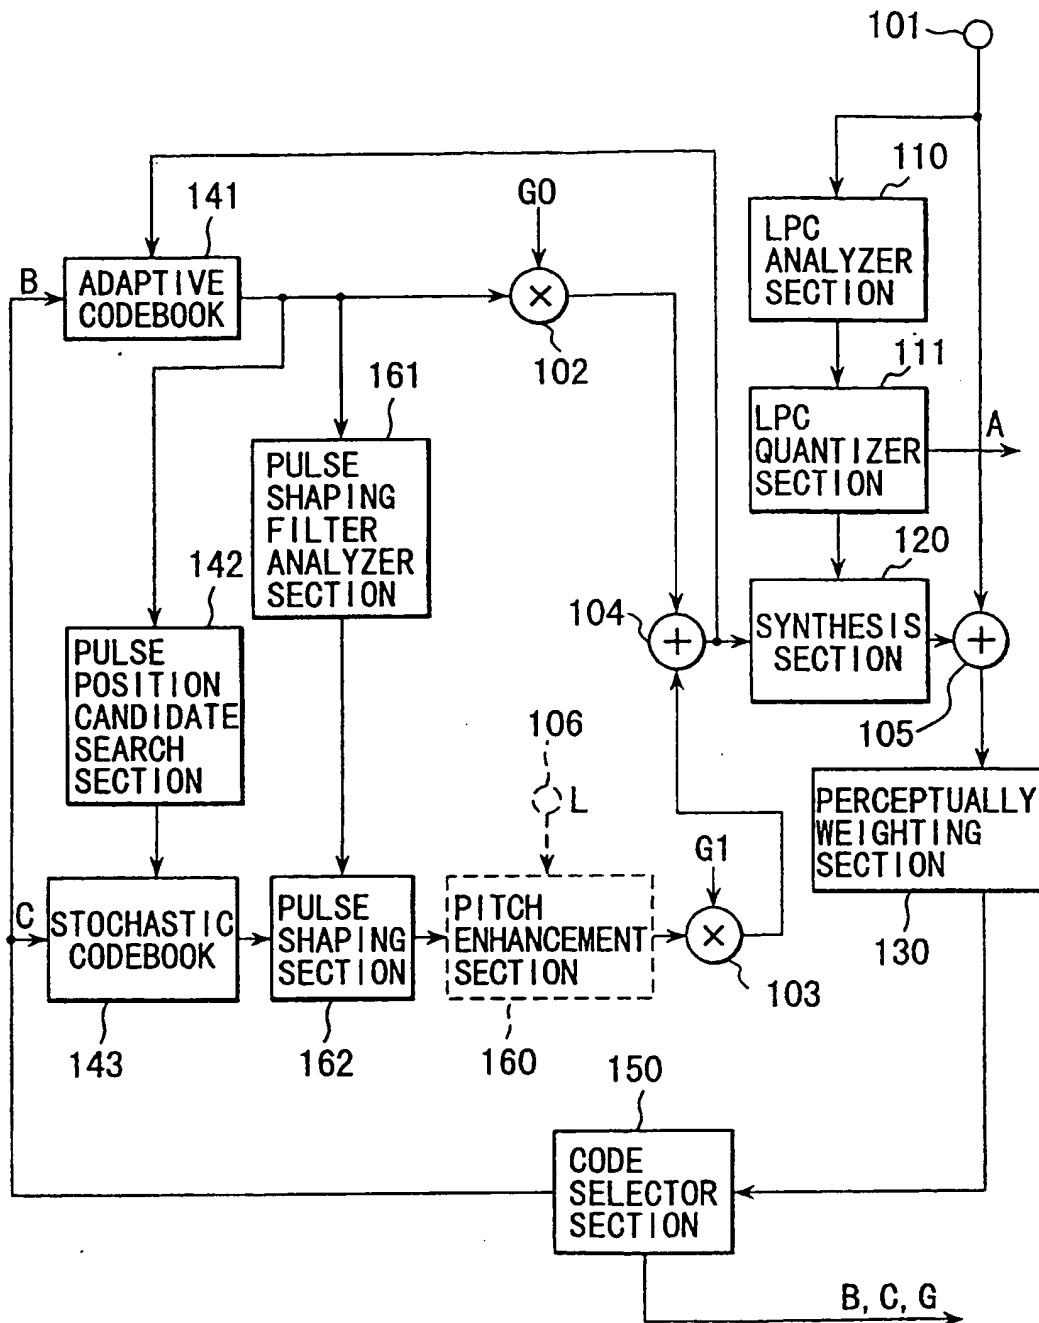 101
110
LPC
ANALYZER
SECTION
141
G0
B
ADAPTIVE
CODEBOOK
×
102
111
LPC
QUANTIZER
SECTION
A
161
PULSE
SHAPING
FILTER
ANALYZER
SECTION
120
SYNTHESIS
SECTION
104
+
+
105
142
PULSE
POSITION
CANDIDATE
SEARCH
SECTION
106
L
PERCEPTUALLY
WEIGHTING
SECTION
130
G1
C
STOCHASTIC
CODEBOOK
143
PULSE
SHAPING
SECTION
162
PITCH
ENHANCEMENT
SECTION
160
×
103
150
CODE
SELECTOR
SECTION
B, C, G